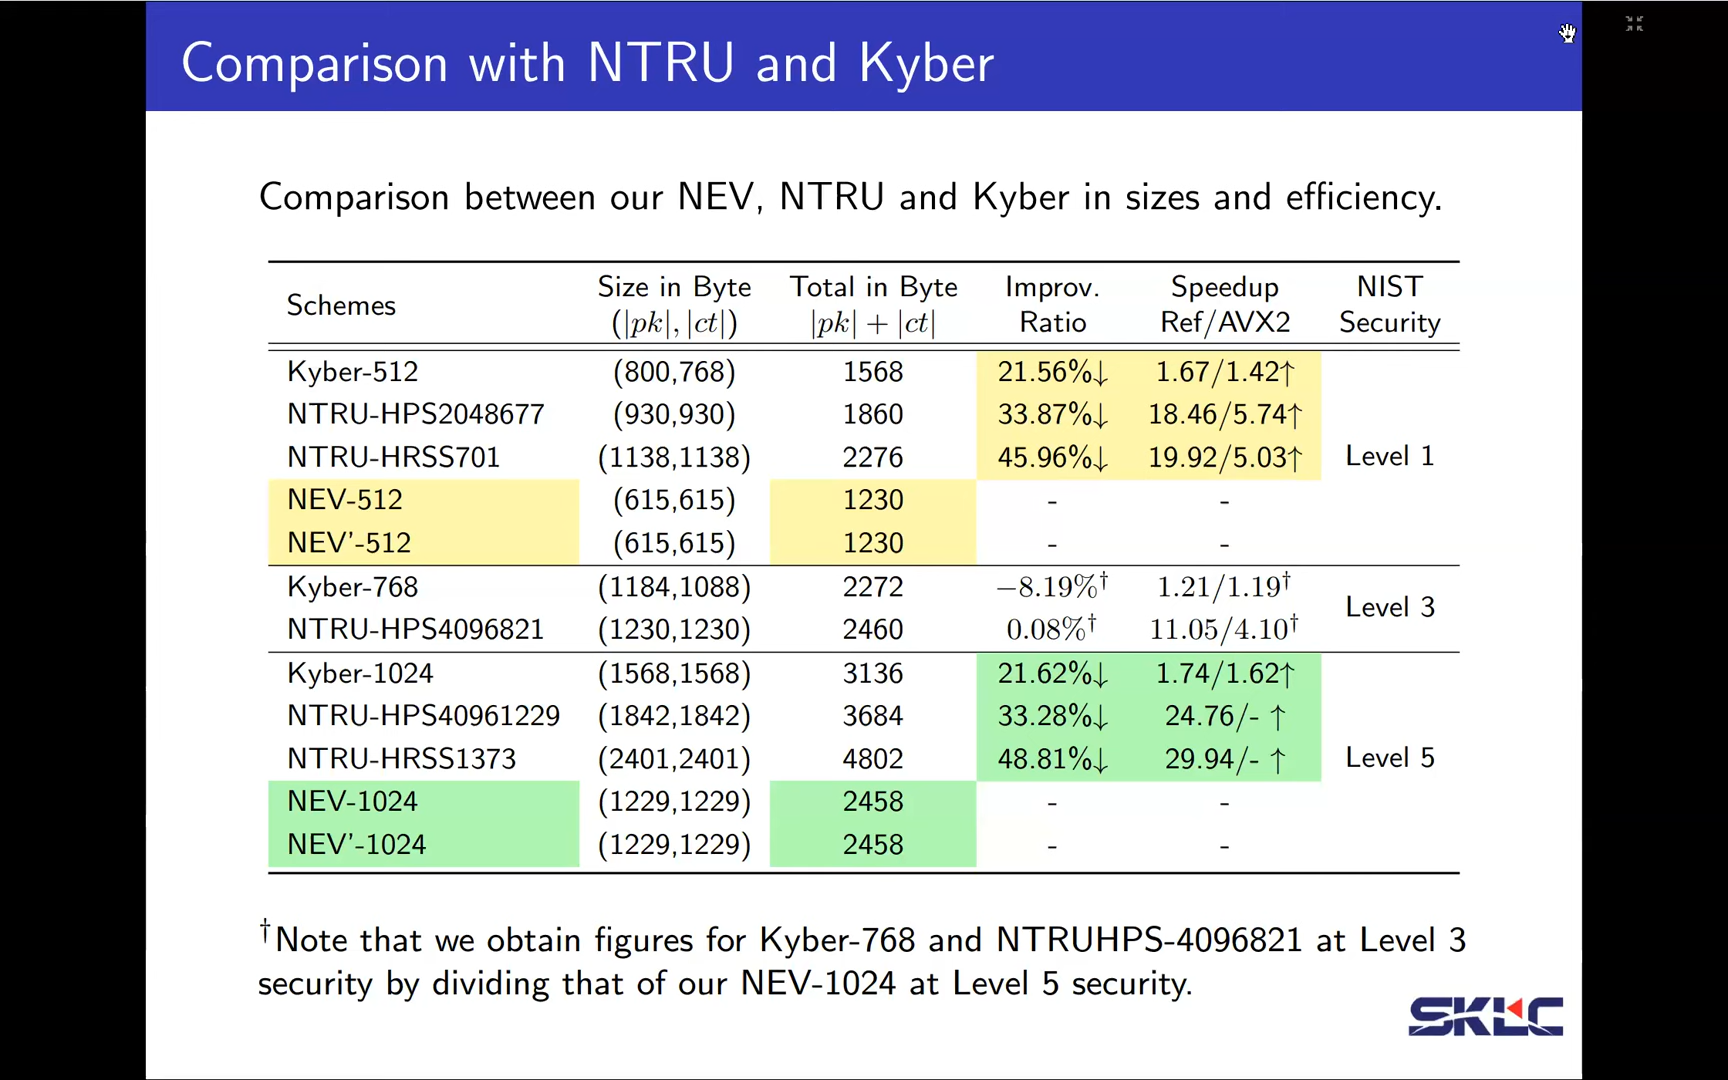 Comparison with NTRU and Kyber
Comparison between our NEV, NTRU and Kyber in sizes and efficiency.
Schemes Size in Byte (|pk|, |ct|) Total in Byte |pk| + |ct| Improv. Ratio Speedup Ref/AVX2 NIST Security
Kyber-512 (800,768) 1568 21.56%↓ 1.67/1.42↑
NTRU-HPS2048677 (930,930) 1860 33.87%↓ 18.46/5.74↑
NTRU-HRSS701 (1138,1138) 2276 45.96%↓ 19.92/5.03↑ Level 1
NEV-512 (615,615) 1230 - -
NEV'-512 (615,615) 1230 - -
Kyber-768 (1184,1088) 2272 −8.19%† 1.21/1.19† Level 3
NTRU-HPS4096821 (1230,1230) 2460 0.08%† 11.05/4.10†
Kyber-1024 (1568,1568) 3136 21.62%↓ 1.74/1.62↑
NTRU-HPS40961229 (1842,1842) 3684 33.28%↓ 24.76/- ↑
NTRU-HRSS1373 (2401,2401) 4802 48.81%↓ 29.94/- ↑ Level 5
NEV-1024 (1229,1229) 2458 - -
NEV'-1024 (1229,1229) 2458 - -
†Note that we obtain figures for Kyber-768 and NTRUHPS-4096821 at Level 3
security by dividing that of our NEV-1024 at Level 5 security.
SKLC